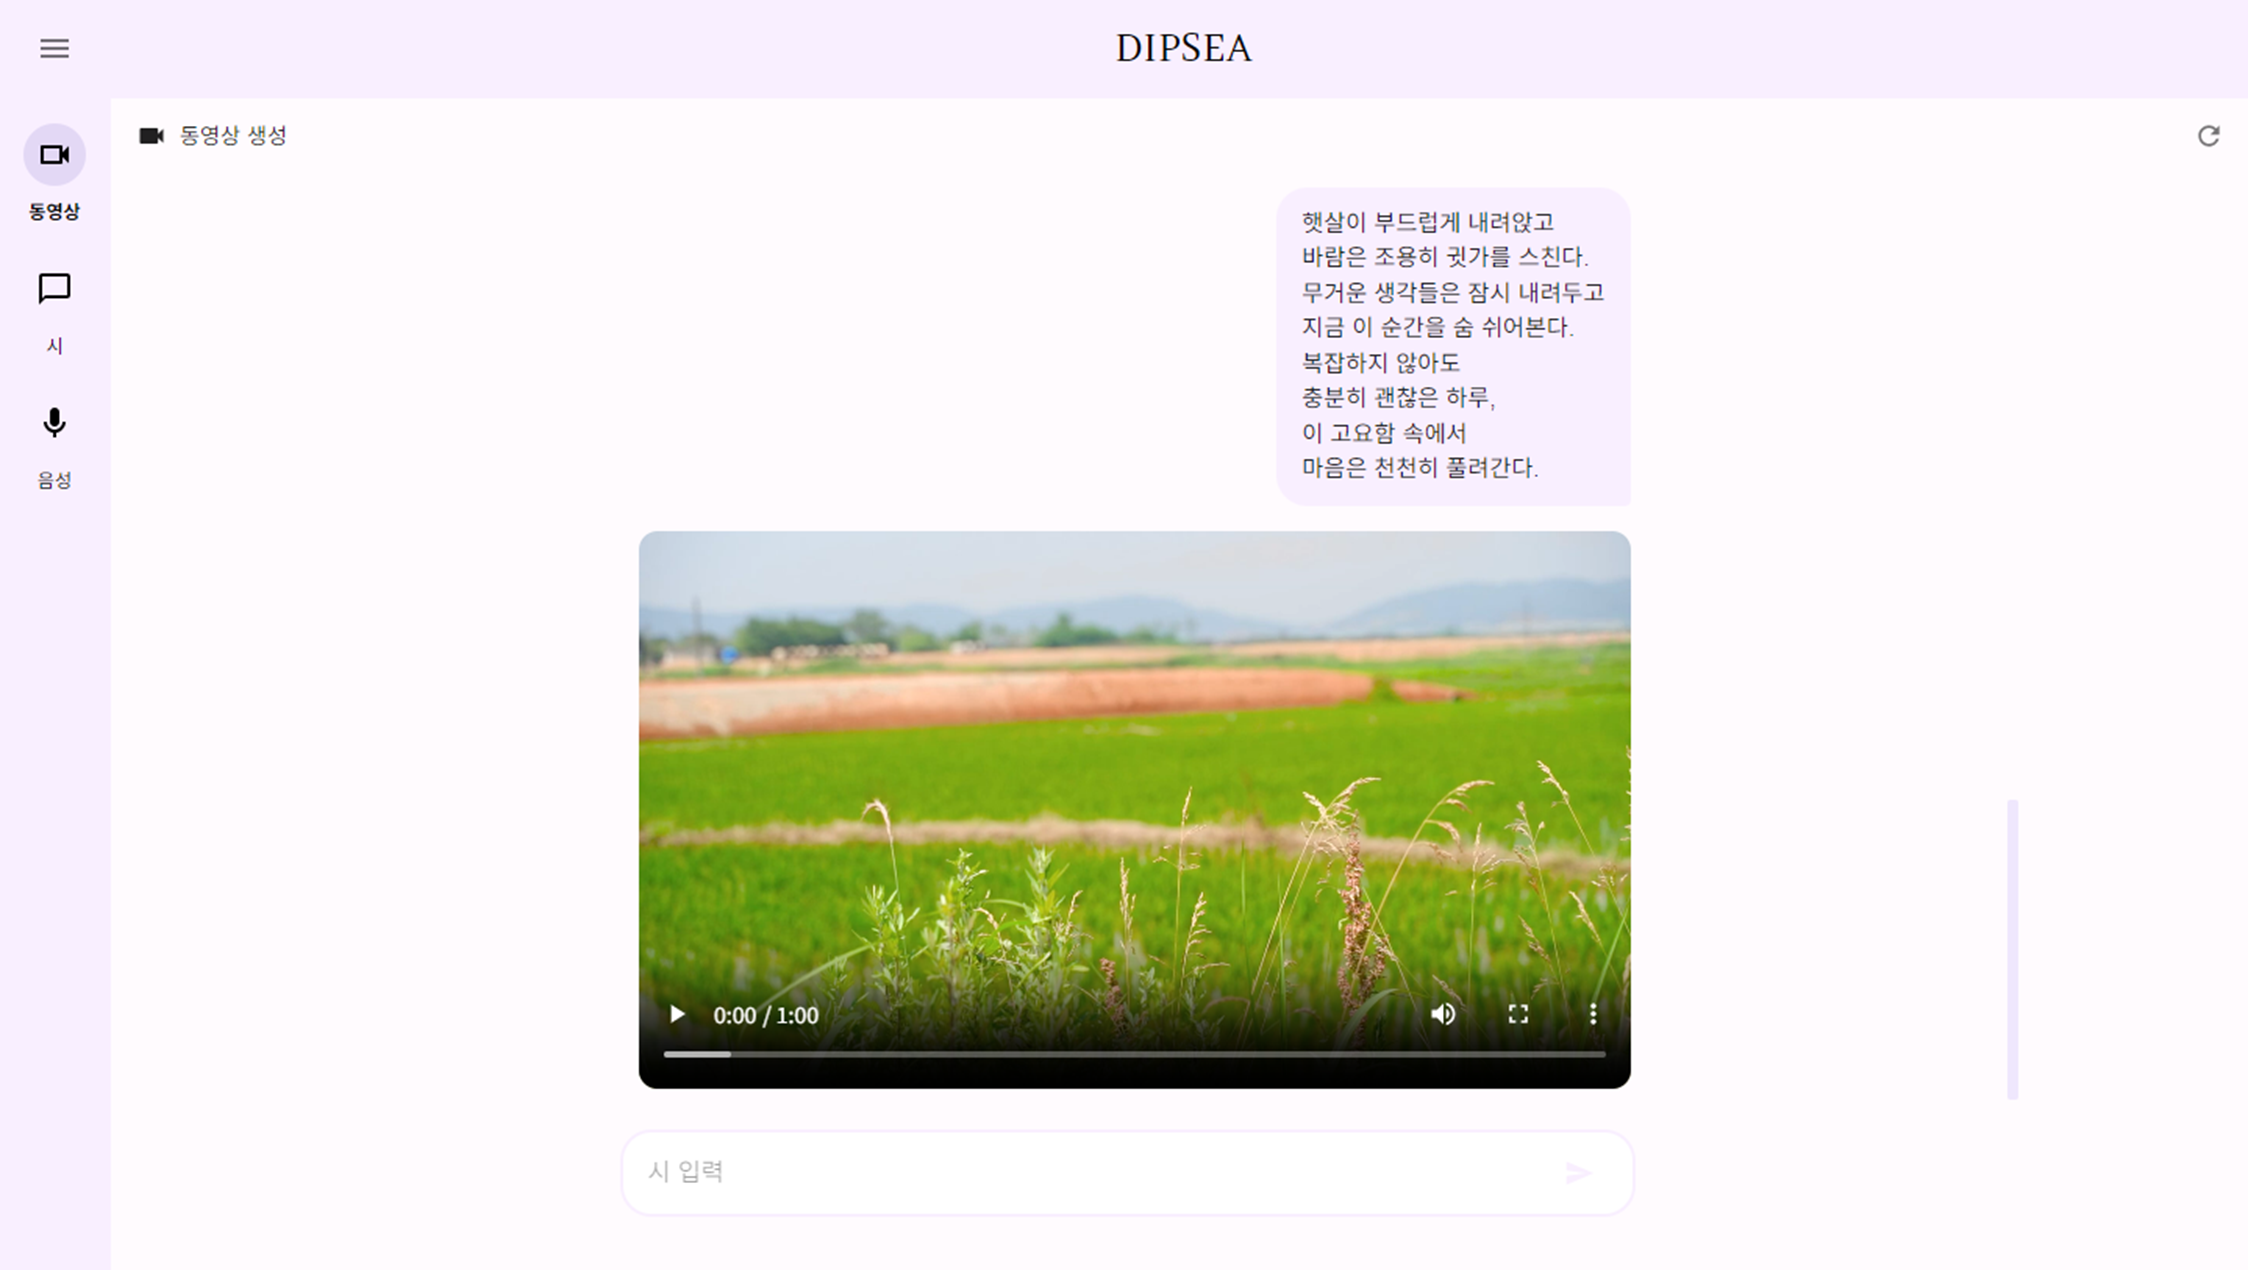 DIPSEA
동영상 생성
동영상
시
음성
햇살이 부드럽게 내려앉고
바람은 조용히 귓가를 스친다.
무거운 생각들은 잠시 내려두고
지금 이 순간을 숨 쉬어본다.
복잡하지 않아도
충분히 괜찮은 하루,
이 고요함 속에서
마음은 천천히 풀려간다.
0:00 / 1:00
시 입력